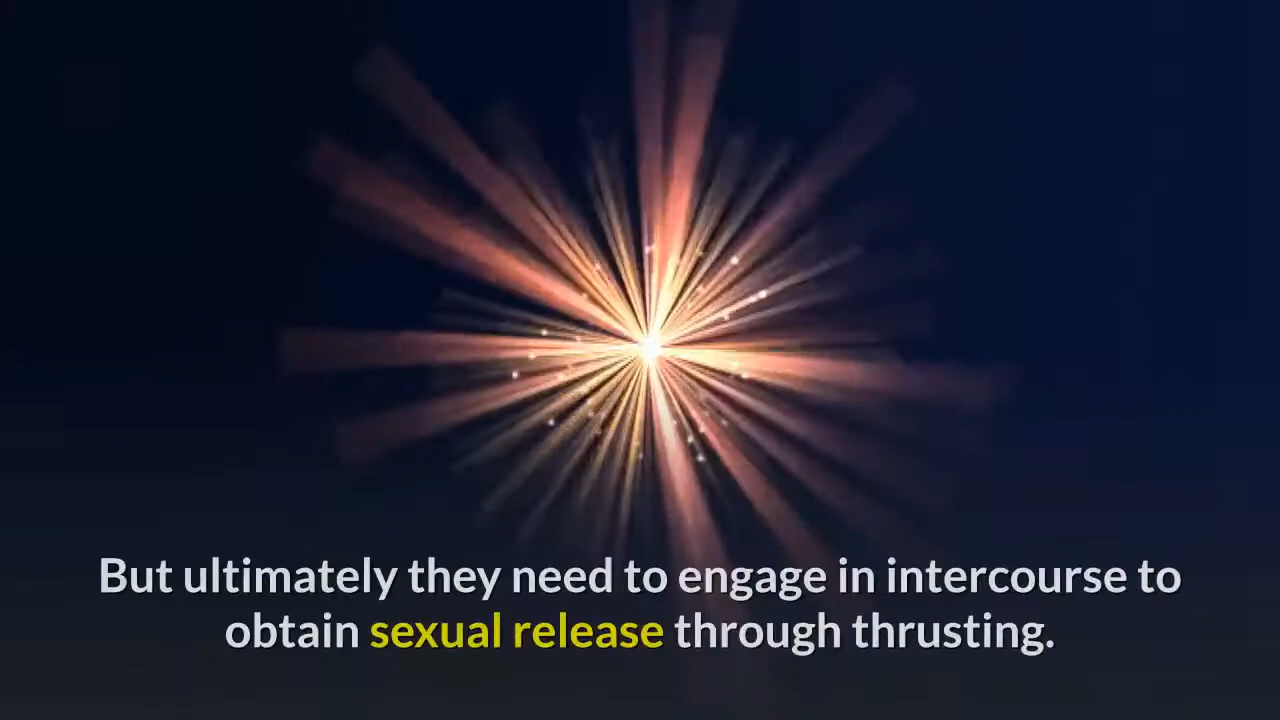 But ultimately they need to engage in intercourse to
obtain sexual release through thrusting.